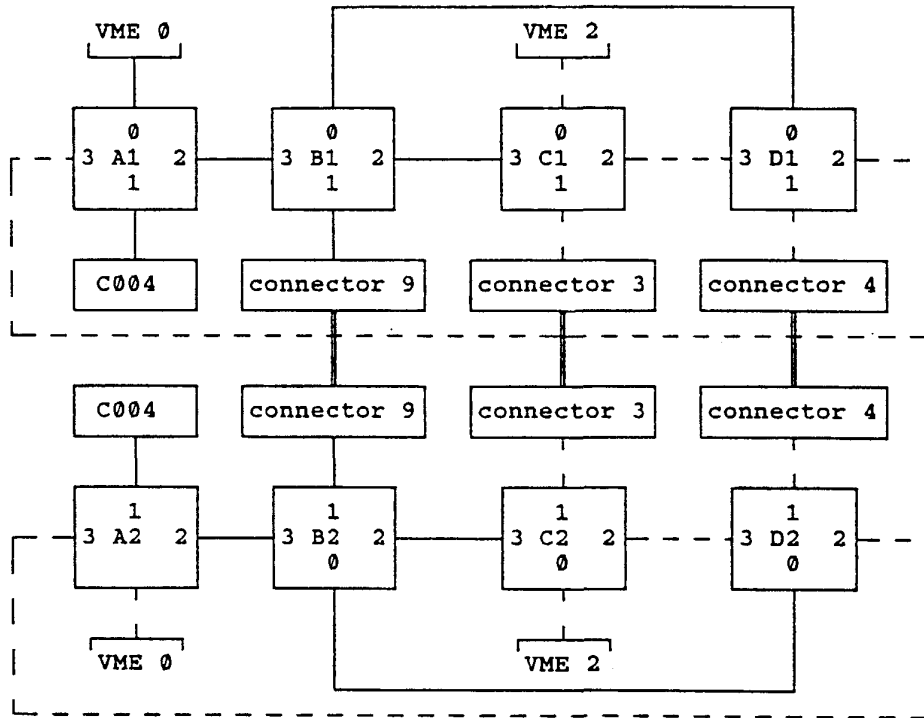 VME 0 VME 2
0 0 0 0
3 A1 2 3 B1 2 3 C1 2 3 D1 2
1 1 1 1
C004 connector 9 connector 3 connector 4
C004 connector 9 connector 3 connector 4
1 1 1 1
3 A2 2 3 B2 2 3 C2 2 3 D2 2
0 0 0
VME 0 VME 2